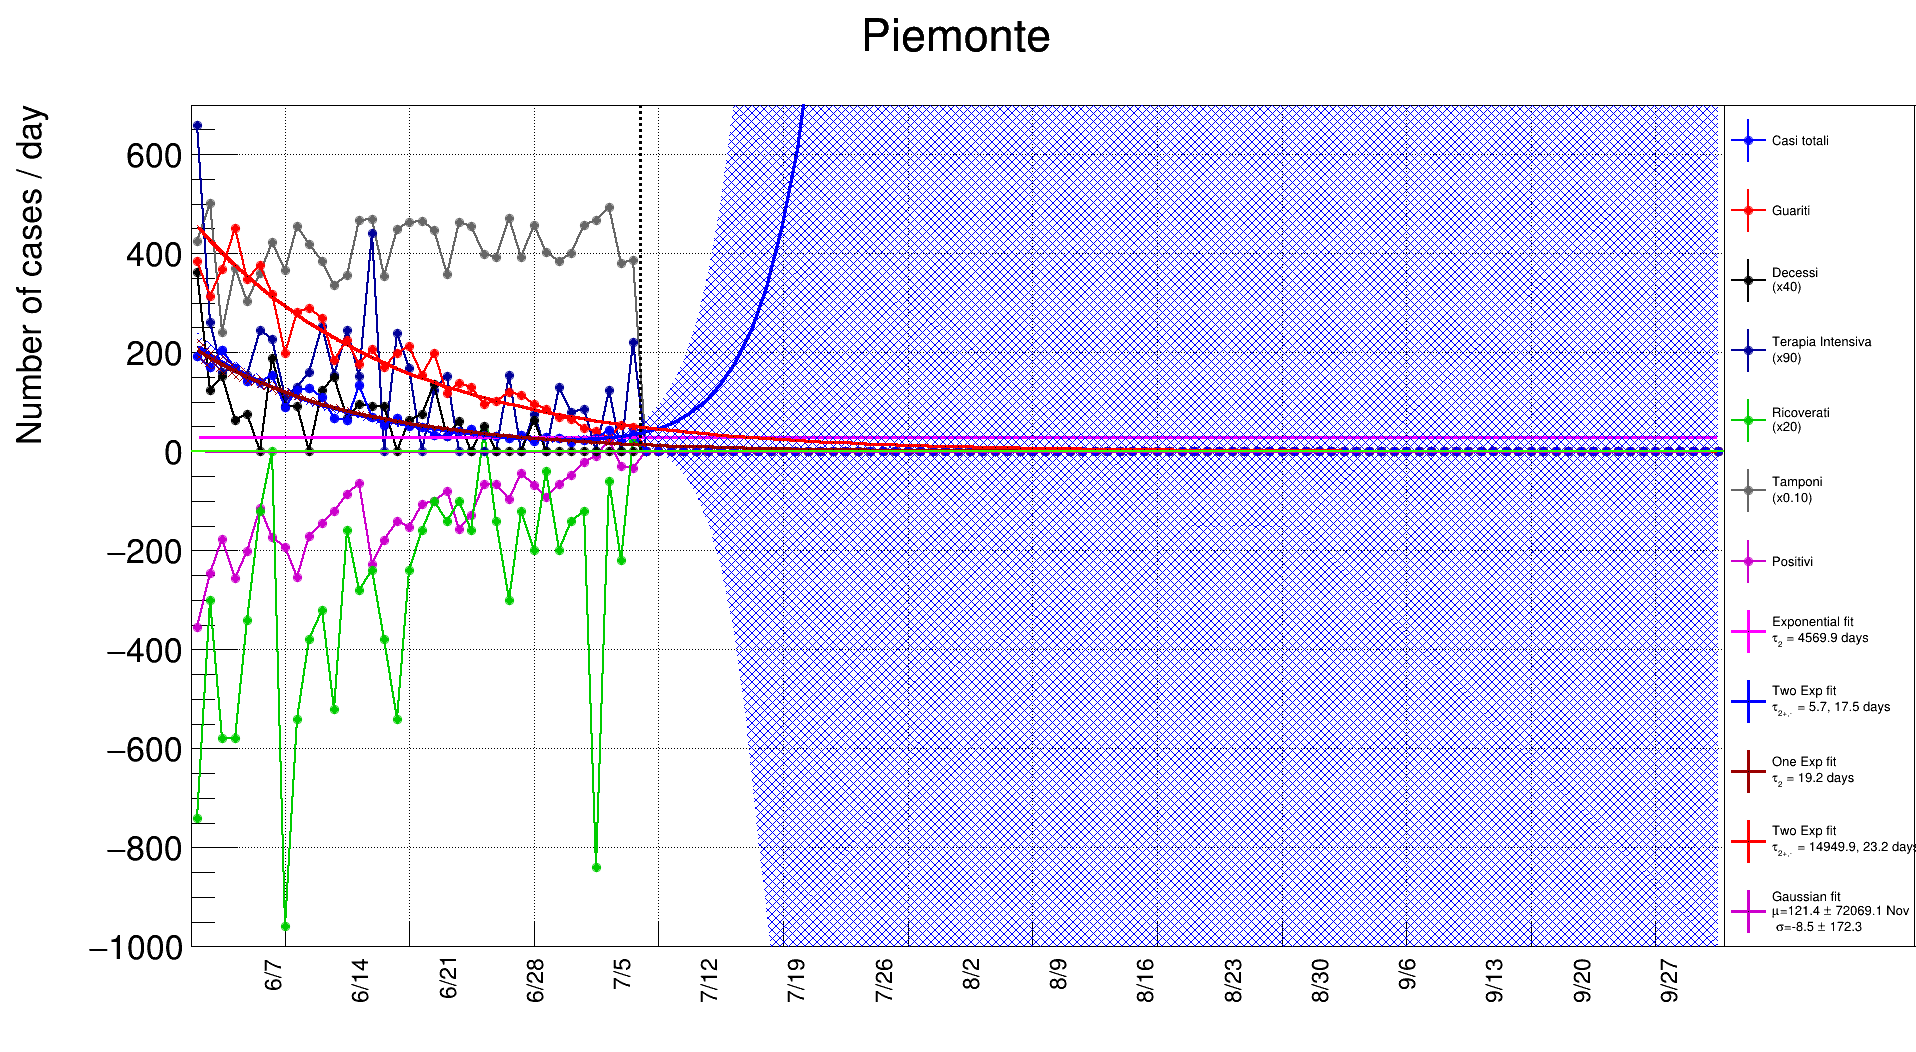 Piemonte
Number of cases / day
600
400
200
0
−200
−400
−600
−800
−1000
6/7
6/14
6/21
6/28
7/5
7/12
7/19
7/26
8/2
8/9
8/16
8/23
8/30
9/6
9/13
9/20
9/27
Casi totali
Guariti
Decessi
(x40)
Terapia Intensiva
(x90)
Ricoverati
(x20)
Tamponi
(x0.10)
Positivi
Exponential fit
τ2 = 4569.9 days
Two Exp fit
τ2+,- = 5.7, 17.5 days
One Exp fit
τ2 = 19.2 days
Two Exp fit
τ2+,- = 14949.9, 23.2 days
Gaussian fit
μ=121.4 ± 72069.1 Nov
σ=-8.5 ± 172.3